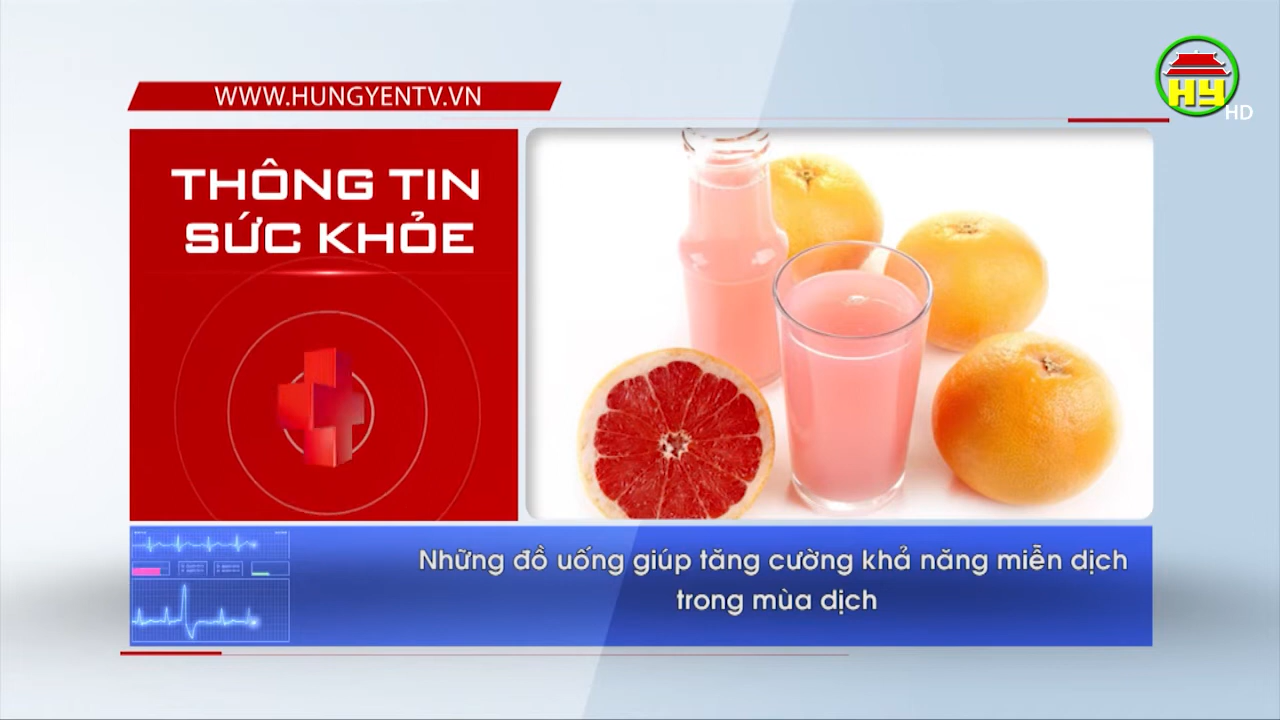 WWW.HUNGYENTV.VN
HY
HD
THÔNG TIN
SỨC KHỎE
Những đồ uống giúp tăng cường khả năng miễn dịch
trong mùa dịch